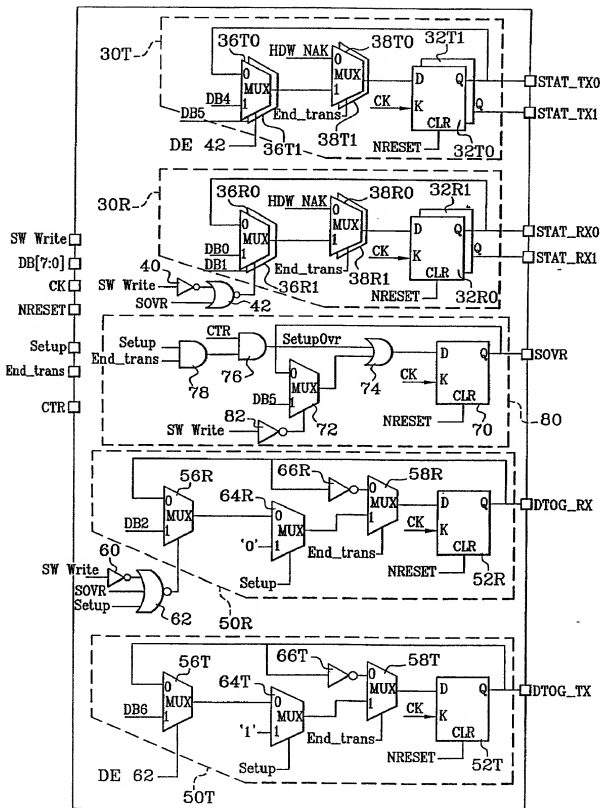 30T
36T0
HDW NAK
38T0
32T1
0
MUX
1
0
MUX
1
D
Q
STAT_TX0
DB4
DB5
End_trans
CK
K
Q
STAT_TX1
CLR
DE 42
36T1
38T1
NRESET
32T0
30R
36R0
HDW NAK
38R0
32R1
0
MUX
1
0
MUX
1
D
Q
STAT_RX0
SW Write
DB[7:0]
CK
NRESET
DB0
DB1
End_trans
CK
K
Q
STAT_RX1
CLR
40
SW Write
SOVR
42
36R1
38R1
NRESET
32R0
Setup
End_trans
CTR
Setup
End_trans
CTR
SetupOvr
78
76
74
0
MUX
1
D
Q
SOVR
CK
K
DB5
82
72
CLR
70
80
SW Write
NRESET
56R
64R
66R
58R
0
MUX
1
0
MUX
1
0
MUX
1
D
Q
DTOG_RX
DB2
'0'
CK
K
60
SW Write
SOVR
Setup
62
End_trans
CLR
NRESET
52R
Setup
50R
56T
64T
66T
58T
0
MUX
1
0
MUX
1
0
MUX
1
D
Q
DTOG_TX
DB6
'1'
CK
K
End_trans
CLR
DE 62
Setup
NRESET
52T
50T